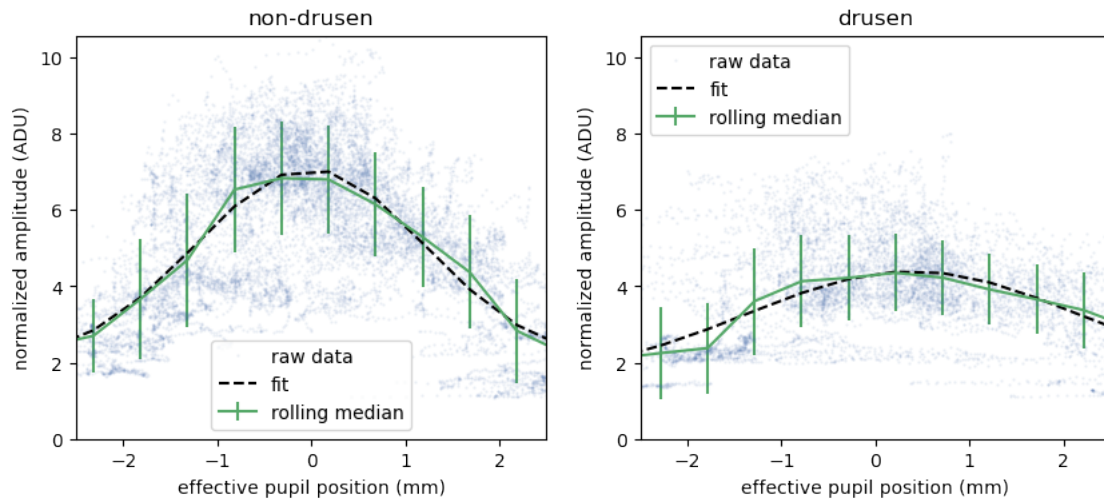 non-drusen
normalized amplitude (ADU)
10
8
6
4
2
0
raw data
fit
rolling median
−2
−1
0
1
2
effective pupil position (mm)
drusen
normalized amplitude (ADU)
10
8
6
4
2
0
raw data
fit
rolling median
−2
−1
0
1
2
effective pupil position (mm)